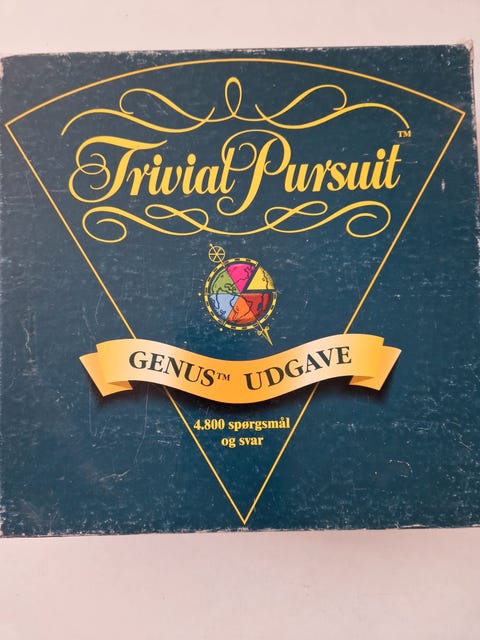 Trivial Pursuit™
GENUS™ UDGAVE
4.800 spørgsmål
og svar